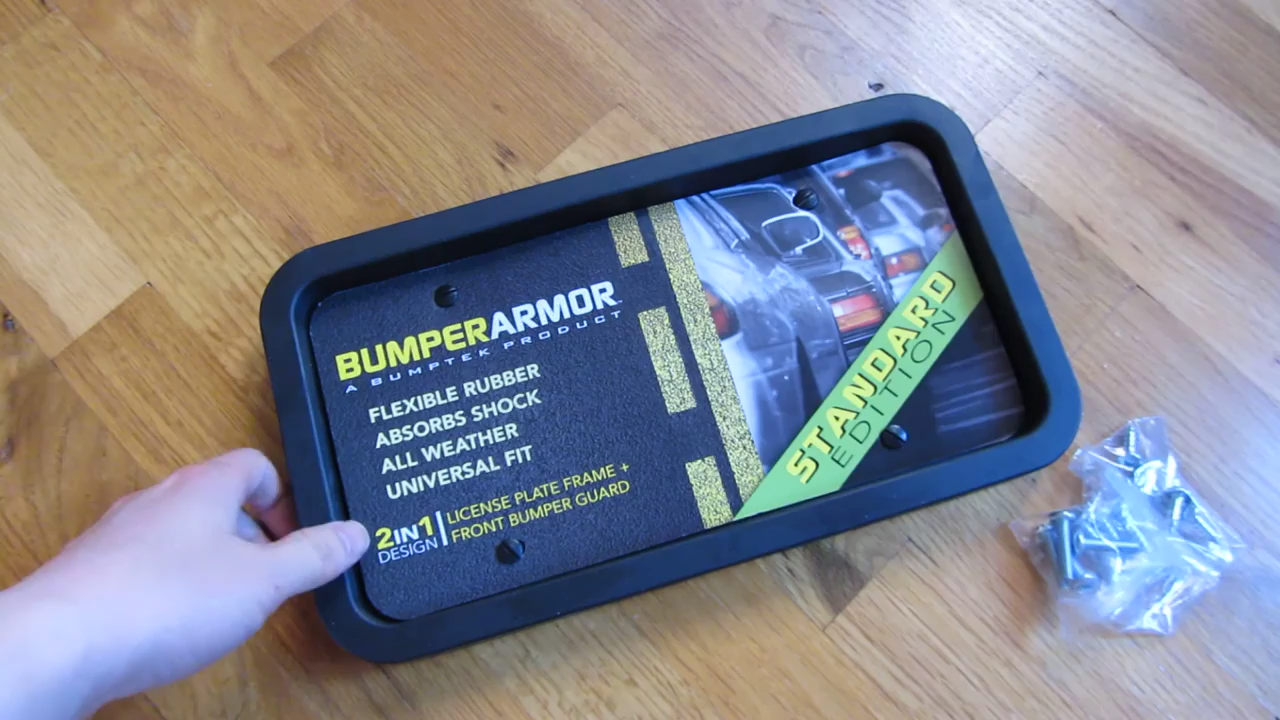 BUMPERARMOR™
A BUMPTEK PRODUCT
FLEXIBLE RUBBER
ABSORBS SHOCK
ALL WEATHER
UNIVERSAL FIT
2IN1
DESIGN
LICENSE PLATE FRAME +
FRONT BUMPER GUARD
STANDARD
EDITION